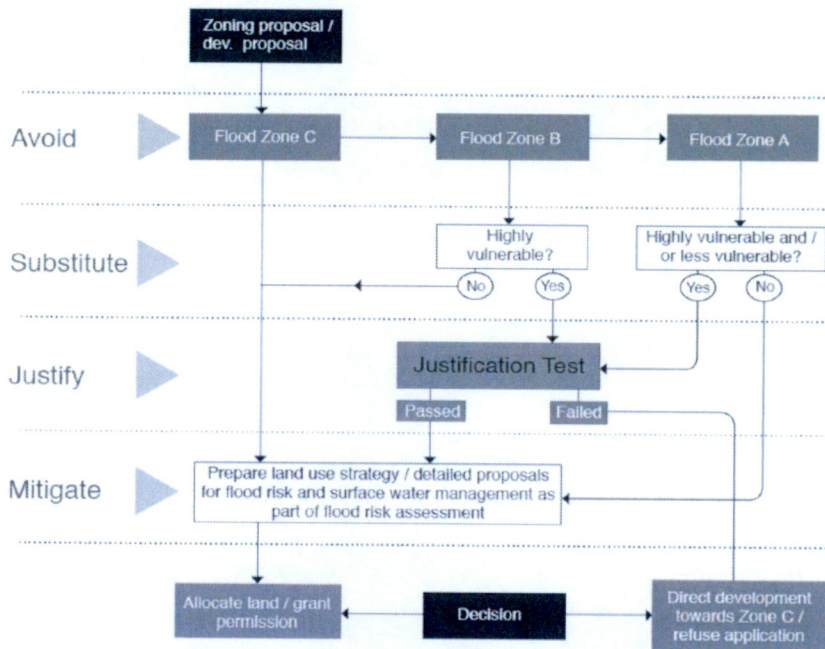 Zoning proposal /
dev. proposal
Avoid
Flood Zone C
Flood Zone B
Flood Zone A
Substitute
Highly
vulnerable?
Highly vulnerable and /
or less vulnerable?
No
Yes
Yes
No
Justify
Justification Test
Passed
Failed
Mitigate
Prepare land use strategy / detailed proposals
for flood risk and surface water management as
part of flood risk assessment
Allocate land / grant
permission
Decision
Direct development
towards Zone C /
refuse application